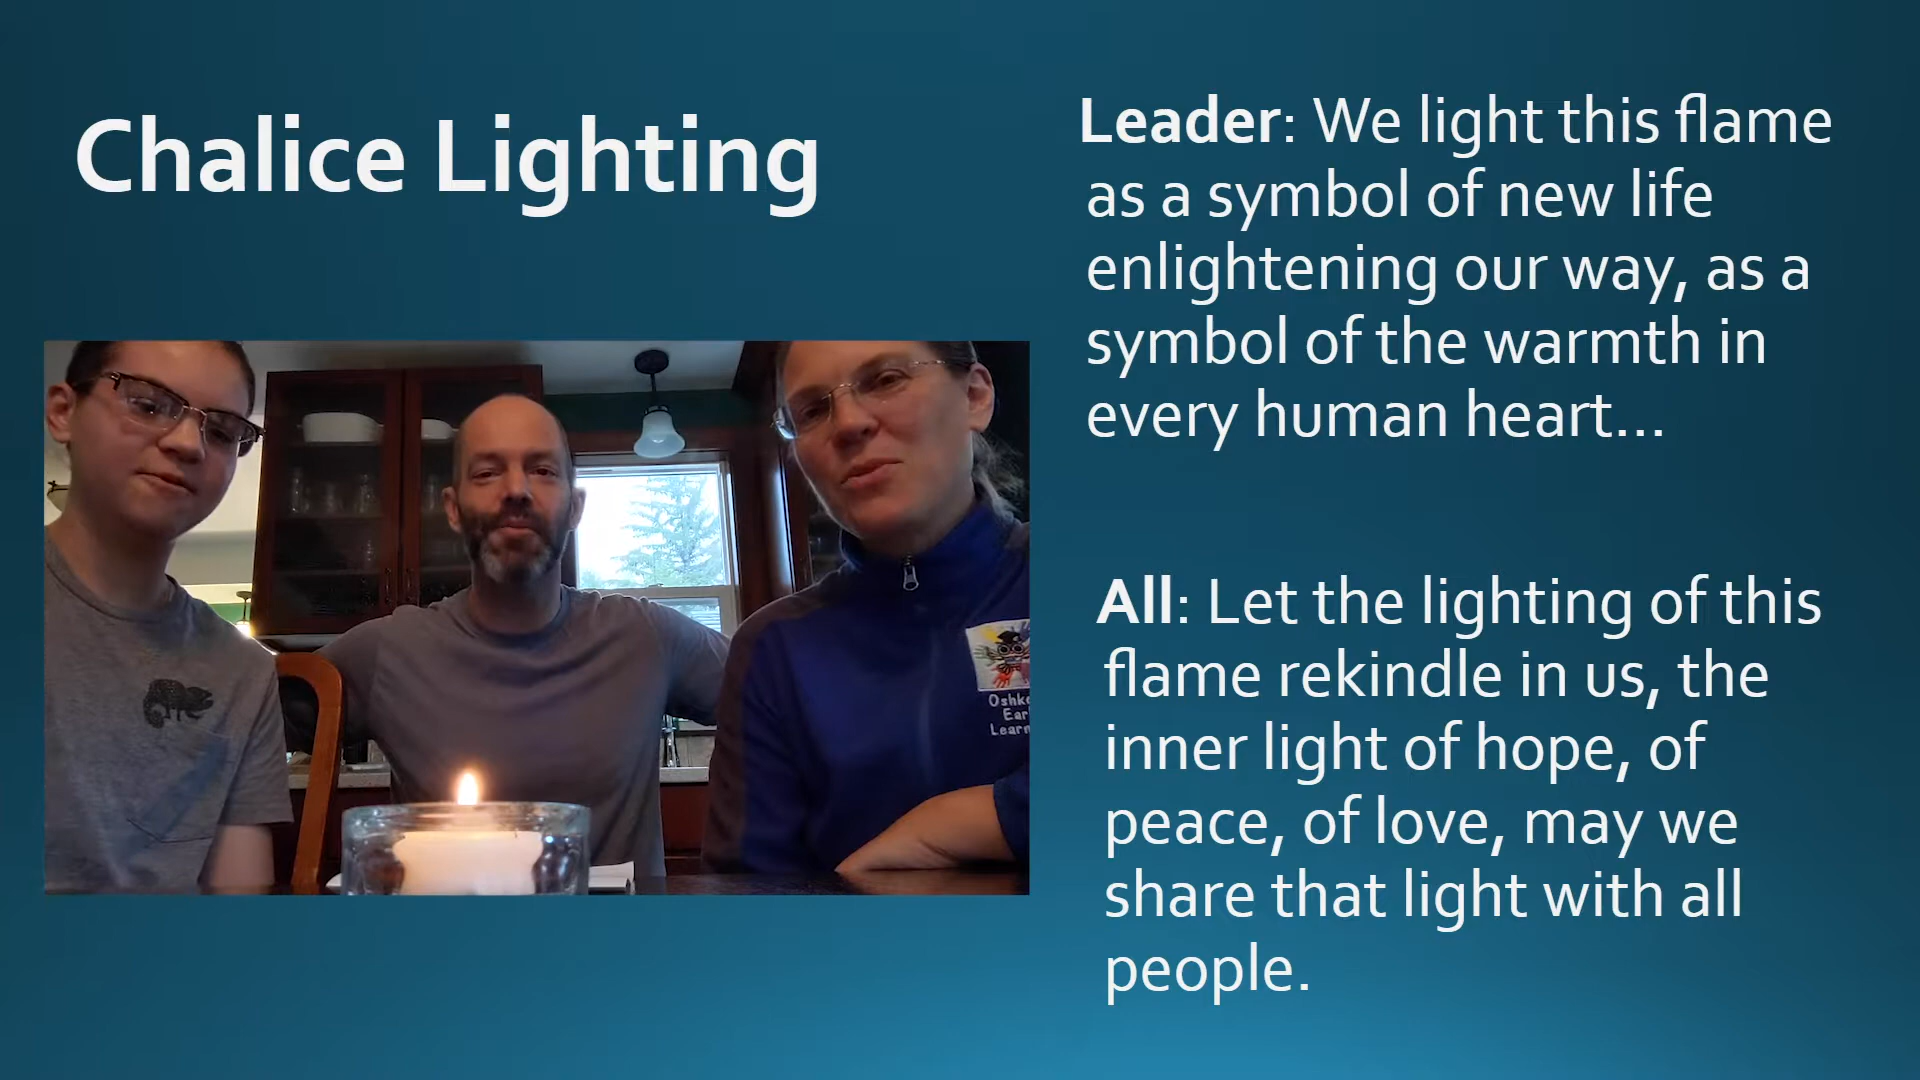 Chalice Lighting
Leader: We light this flame
as a symbol of new life
enlightening our way, as a
symbol of the warmth in
every human heart...
All: Let the lighting of this
flame rekindle in us, the
inner light of hope, of
peace, of love, may we
share that light with all
people.